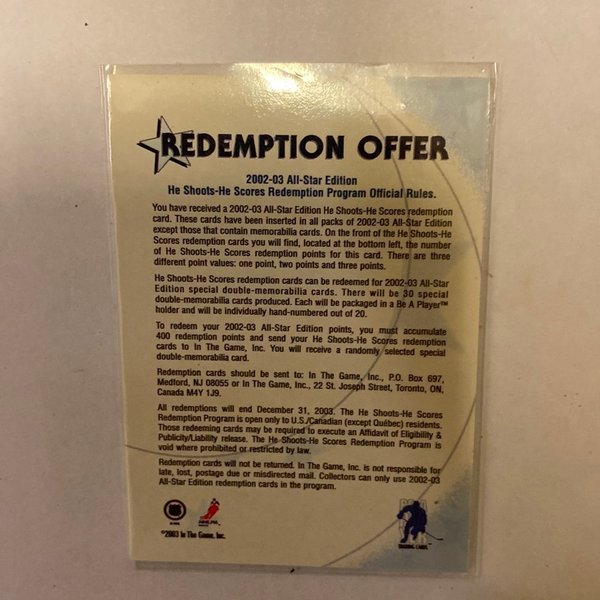 REDEMPTION OFFER
2002-03 All-Star Edition
He Shoots-He Scores Redemption Program Official Rules.
You have received a 2002-03 All-Star Edition He Shoots-He Scores redemption
card. These cards have been inserted in all packs of 2002-03 All-Star Edition
except those that contain memorabilia cards. On the front of the He Shoots-He
Scores redemption cards you will find, located at the bottom left, the number
of He Shoots-He Scores redemption points for this card. There are three
different point values: one point, two points and three points.
He Shoots-He Scores redemption cards can be redeemed for 2002-03 All-Star
Edition special double-memorabilia cards. There will be 30 special
double-memorabilia cards produced. Each will be packaged in a Be A Player™
holder and will be individually hand-numbered out of 20.
To redeem your 2002-03 All-Star Edition points, you must accumulate
400 redemption points and send your He Shoots-He Scores redemption
cards to In The Game, Inc. You will receive a randomly selected special
double-memorabilia card.
Redemption cards should be sent to: In The Game, Inc., P.O. Box 697,
Medford, NJ 08055 or In The Game, Inc., 22 St. Joseph Street, Toronto, ON,
Canada M4Y 1J9.
All redemptions will end December 31, 2003. The He Shoots-He Scores
Redemption Program is open only to U.S./Canadian (except Québec) residents.
Those redeeming cards may be required to execute an Affidavit of Eligibility &
Publicity/Liability release. The He Shoots-He Scores Redemption Program is
void where prohibited or restricted by law.
Redemption cards will not be returned. In The Game, Inc. is not responsible for
late, lost, postage due or misdirected mail. Collectors can only use 2002-03
All-Star Edition redemption cards in the program.
NHLPA
©2003 In The Game, Inc.
TRADING CARDS